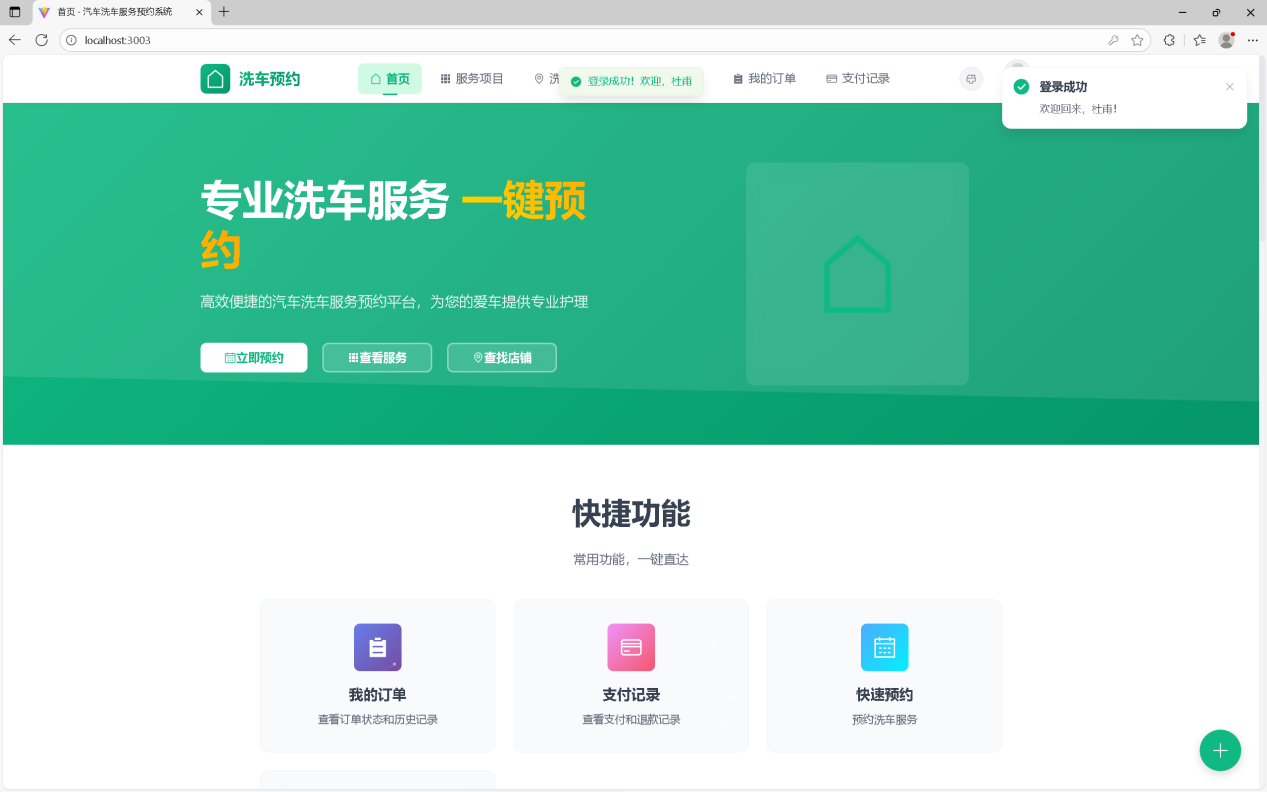 首页 - 汽车洗车服务预约系统
localhost:3003
洗车预约
首页
服务项目
洗
登录成功！欢迎，杜甫
我的订单
支付记录
登录成功
欢迎回来，杜甫！
专业洗车服务 一键预
约
高效便捷的汽车洗车服务预约平台，为您的爱车提供专业护理
立即预约
查看服务
查找店铺
快捷功能
常用功能，一键直达
我的订单
查看订单状态和历史记录
支付记录
查看支付和退款记录
快速预约
预约洗车服务